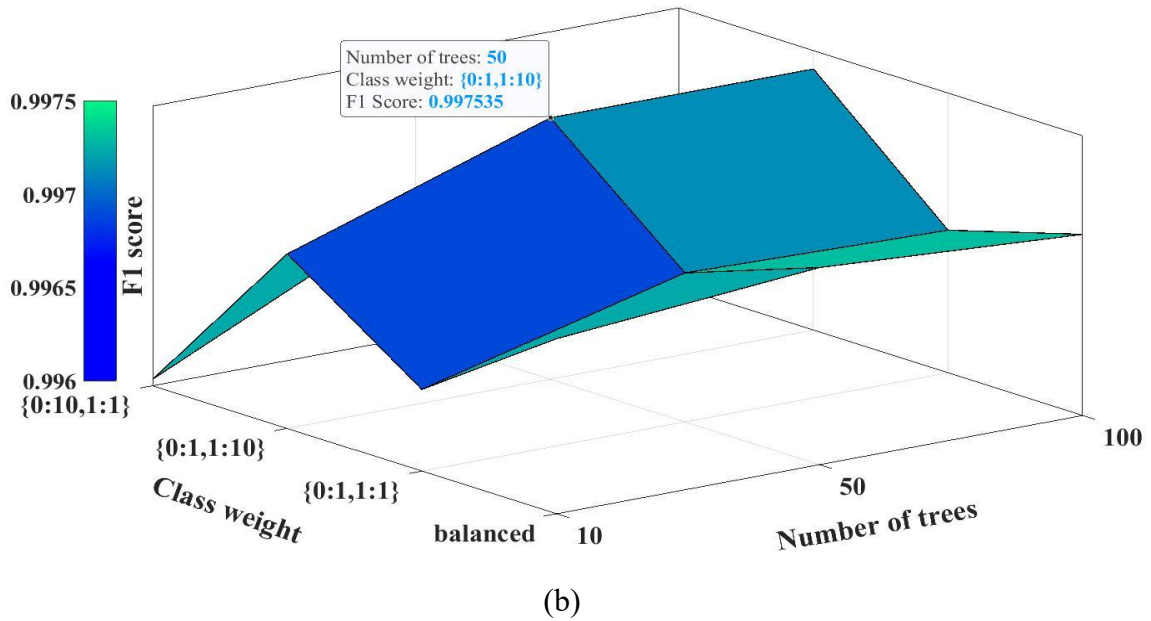 Number of trees: 50
Class weight: {0:1,1:10}
F1 Score: 0.997535
0.9975
0.997
0.9965
0.996
F1 score
{0:10,1:1}
{0:1,1:10}
{0:1,1:1}
balanced
Class weight
10
50
100
Number of trees
(b)